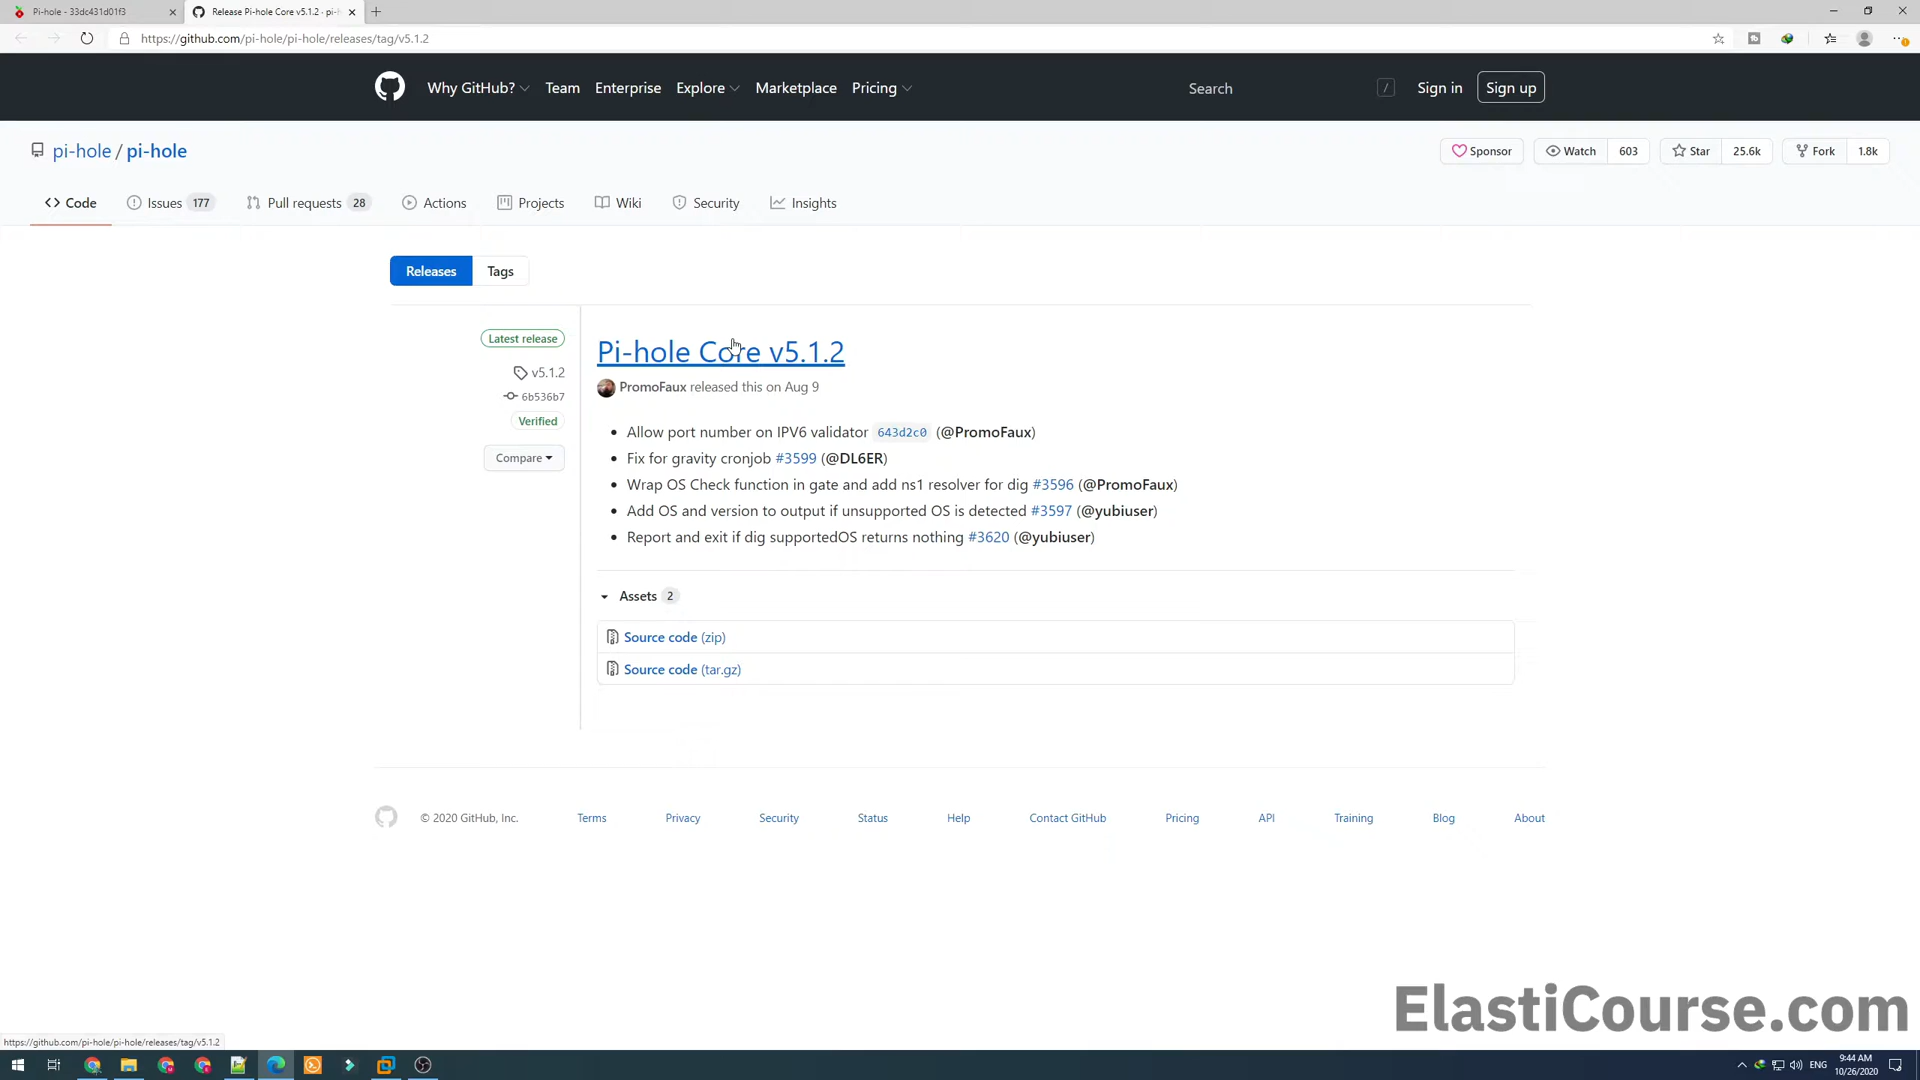 Pi-hole - 33dc431d01f3
Release Pi-hole Core v5.1.2 · pi-h
https://github.com/pi-hole/pi-hole/releases/tag/v5.1.2
Why GitHub? Team Enterprise Explore Marketplace Pricing Search / Sign in Sign up
pi-hole / pi-hole
Sponsor Watch 603 Star 25.6k Fork 1.8k
Code Issues 177 Pull requests 28 Actions Projects Wiki Security Insights
Releases Tags
Latest release
v5.1.2
6b536b7
Verified
Compare
Pi-hole Core v5.1.2
PromoFaux released this on Aug 9
Allow port number on IPV6 validator 643d2c0 (@PromoFaux)
Fix for gravity cronjob #3599 (@DL6ER)
Wrap OS Check function in gate and add ns1 resolver for dig #3596 (@PromoFaux)
Add OS and version to output if unsupported OS is detected #3597 (@yubiuser)
Report and exit if dig supportedOS returns nothing #3620 (@yubiuser)
Assets 2
Source code (zip)
Source code (tar.gz)
© 2020 GitHub, Inc. Terms Privacy Security Status Help Contact GitHub Pricing API Training Blog About
ElastiCourse.com
https://github.com/pi-hole/pi-hole/releases/tag/v5.1.2
ENG
9:44 AM
10/26/2020